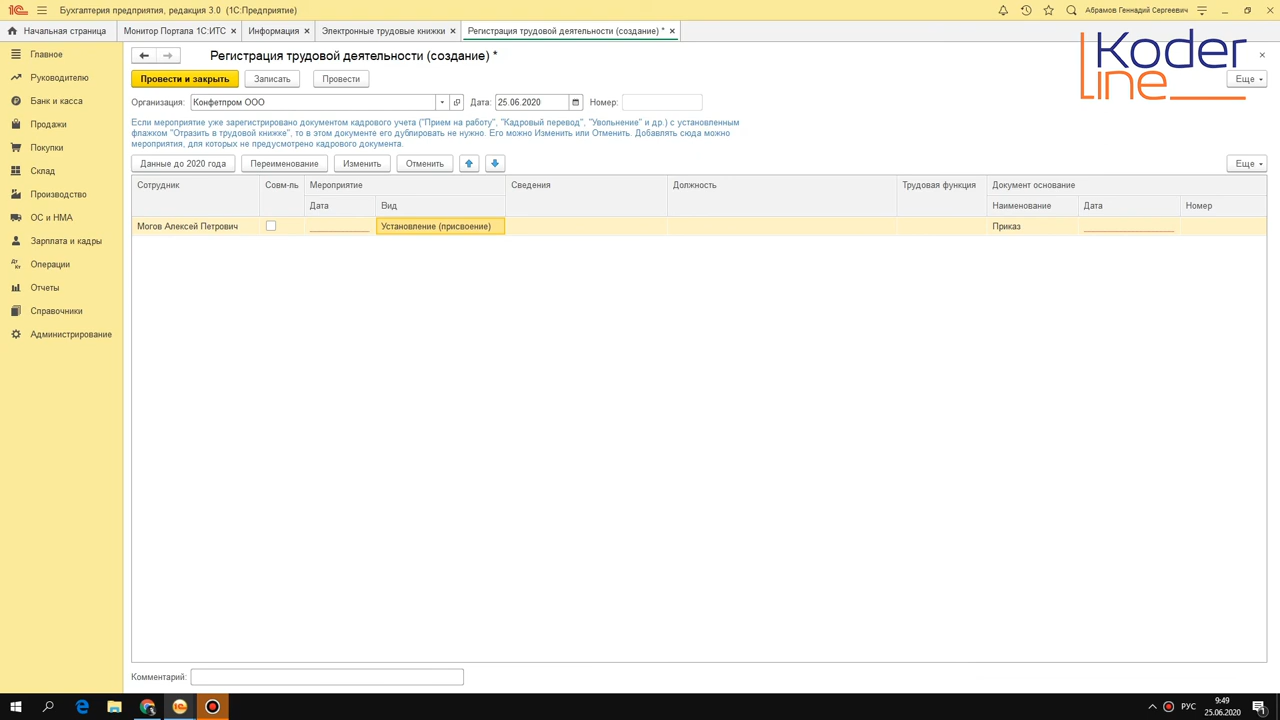 Бухгалтерия предприятия, редакция 3.0 (1С:Предприятие)
Абрамов Геннадий Сергеевич
Начальная страница
Монитор Портала 1С:ИТС
Информация
Электронные трудовые книжки
Регистрация трудовой деятельности (создание) *
Главное
Руководителю
Банк и касса
Продажи
Покупки
Склад
Производство
ОС и НМА
Зарплата и кадры
Операции
Отчеты
Справочники
Администрирование
Регистрация трудовой деятельности (создание) *
Koder
line
Провести и закрыть
Записать
Провести
Еще
Организация: Конфетпром ООО
Дата: 25.06.2020
Номер:
Если мероприятие уже зарегистрировано документом кадрового учета ("Прием на работу", "Кадровый перевод", "Увольнение" и др.) с установленным
флажком "Отразить в трудовой книжке", то в этом документе его дублировать не нужно. Его можно Изменить или Отменить. Добавлять сюда можно
мероприятия, для которых не предусмотрено кадрового документа.
Данные до 2020 года
Переименование
Изменить
Отменить
Еще
Сотрудник
Совм-ль
Мероприятие
Сведения
Должность
Трудовая функция
Документ основание
Дата
Вид
Наименование
Дата
Номер
Могов Алексей Петрович
Установление (присвоение)
Приказ
Комментарий:
РУС
9:49
25.06.2020